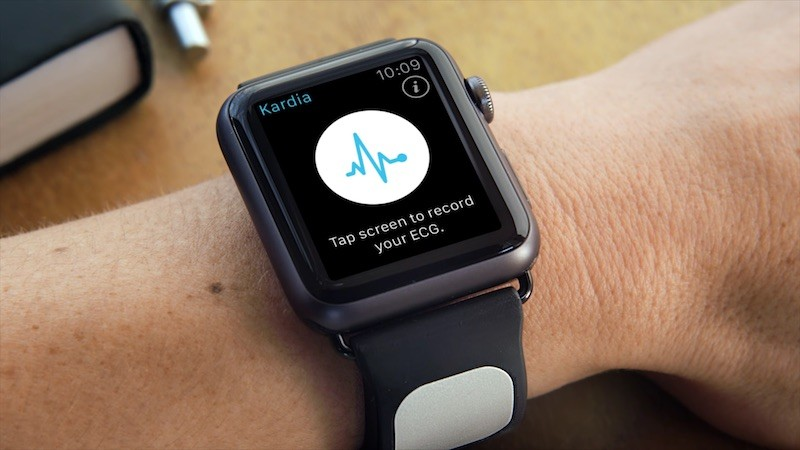 Kardia
10:09
i
Tap screen to record
your ECG.